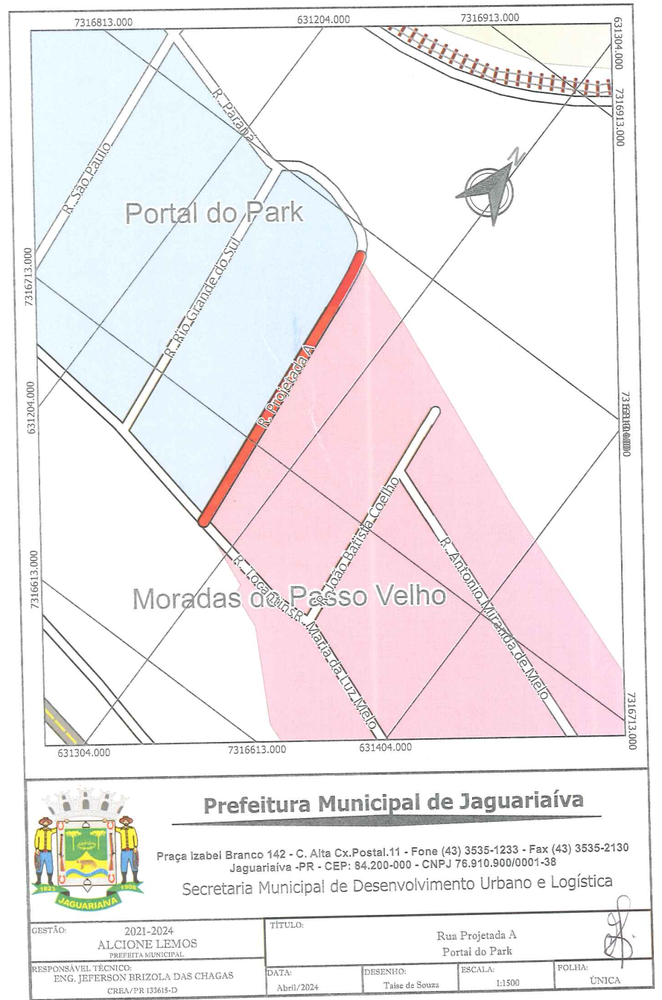 7316813.000
631204.000
7316913.000
631304.000
7316913.000
R. Paraná
R. São Paulo
Portal do Park
N
R. Rio Grande do Sul
7316713.000
R. Projetada A
631204.000
R. João Batista Coelho
R. Antonio Miranda de Melo
R. Tocantins
7316613.000
Moradas do Passo Velho
R. Maria da Luz Melo
7316713.000
631304.000
7316613.000
631404.000
Prefeitura Municipal de Jaguariaíva
Praça Izabel Branco 142 - C. Alta Cx.Postal.11 - Fone (43) 3535-1233 - Fax (43) 3535-2130
Jaguariaíva -PR - CEP: 84.200-000 - CNPJ 76.910.900/0001-38
Secretaria Municipal de Desenvolvimento Urbano e Logística
1823
1908
JAGUARIAIVA
GESTÃO:
2021-2024
ALCIONE LEMOS
PREFEITA MUNICIPAL
TÍTULO:
Rua Projetada A
Portal do Park
RESPONSÁVEL TÉCNICO:
ENG. JEFERSON BRIZOLA DAS CHAGAS
CREA/PR 133615-D
DATA:
Abril/2024
DESENHO:
Taise de Souza
ESCALA:
1:1500
FOLHA:
ÚNICA